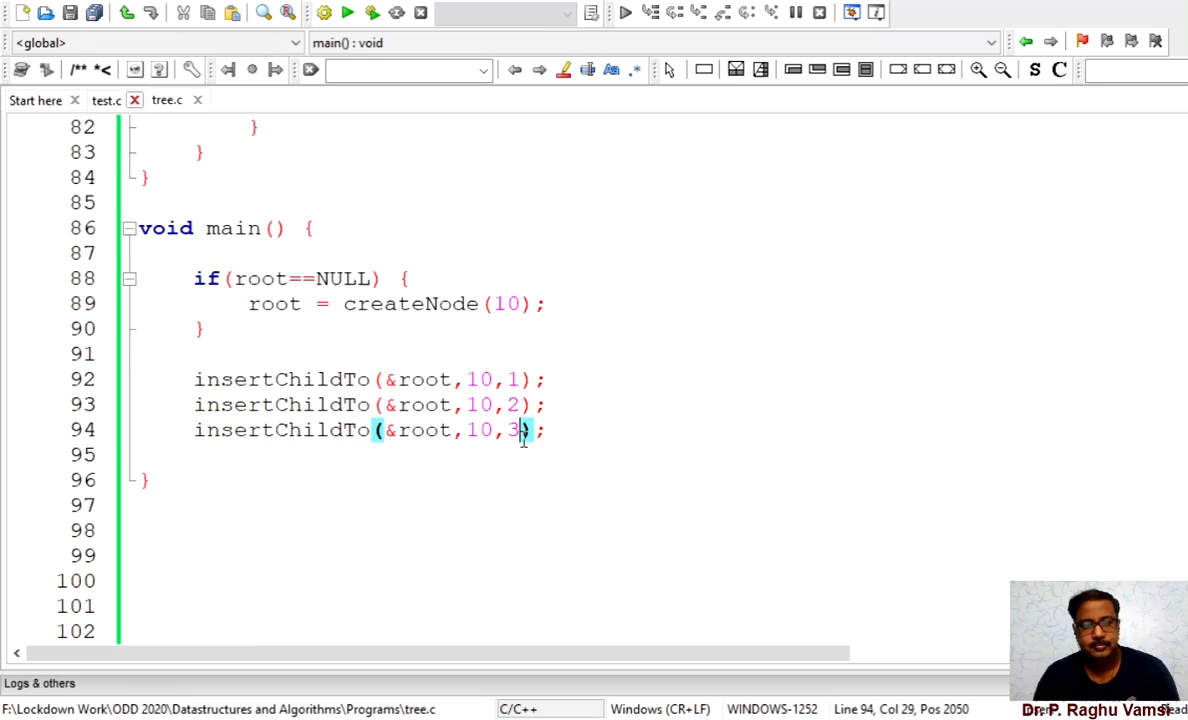 <global>
main() : void
/** *<
.*
S C
Start here
test.c
tree.c
82 }
83 }
84 }
85
86 void main() {
87
88 if(root==NULL) {
89 root = createNode(10);
90 }
91
92 insertChildTo(&root,10,1);
93 insertChildTo(&root,10,2);
94 insertChildTo(&root,10,3);
95
96 }
97
98
99
100
101
102
Logs & others
F:\Lockdown Work\ODD 2020\Datastructures and Algorithms\Programs\tree.c
C/C++
Windows (CR+LF)
WINDOWS-1252
Line 94, Col 29, Pos 2050
Dr. P. Raghu Vamsi